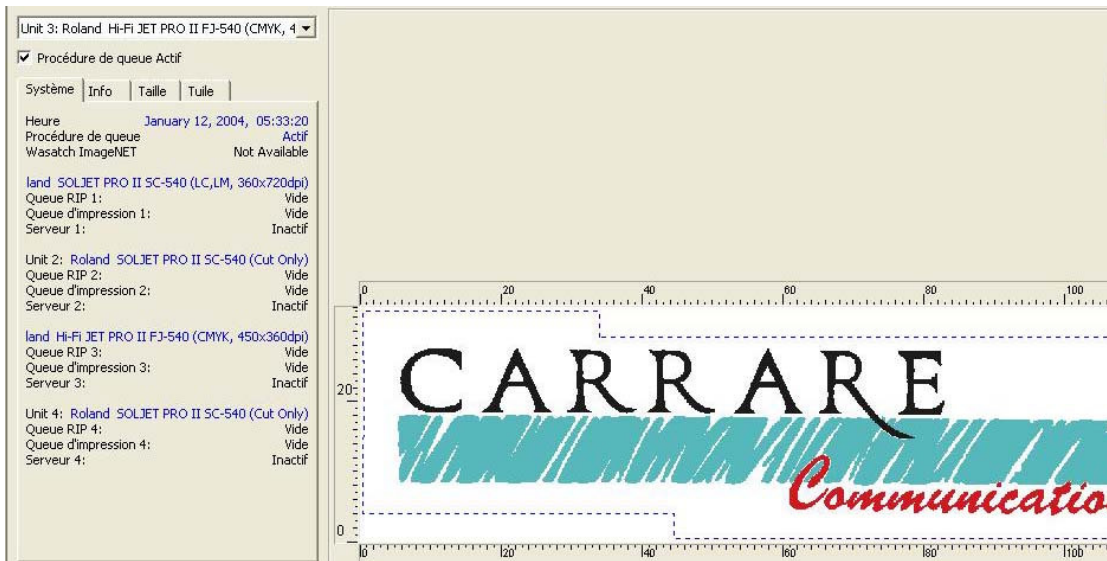 Unit 3: Roland Hi-Fi JET PRO II FJ-540 (CMYK, 4
Procédure de queue Actif
Système Info Taille Tuile
Heure January 12, 2004, 05:33:20
Procédure de queue Actif
Wasatch ImageNET Not Available
land SOLJET PRO II SC-540 (LC,LM, 360x720dpi)
Queue RIP 1: Vide
Queue d'impression 1: Vide
Serveur 1: Inactif
Unit 2: Roland SOLJET PRO II SC-540 (Cut Only)
Queue RIP 2: Vide
Queue d'impression 2: Vide
Serveur 2: Inactif
land Hi-Fi JET PRO II FJ-540 (CMYK, 450x360dpi)
Queue RIP 3: Vide
Queue d'impression 3: Vide
Serveur 3: Inactif
Unit 4: Roland SOLJET PRO II SC-540 (Cut Only)
Queue RIP 4: Vide
Queue d'impression 4: Vide
Serveur 4: Inactif
0 20 40 60 80 100
CARRARE
20
Communicatio
0
0 20 40 60 80 100